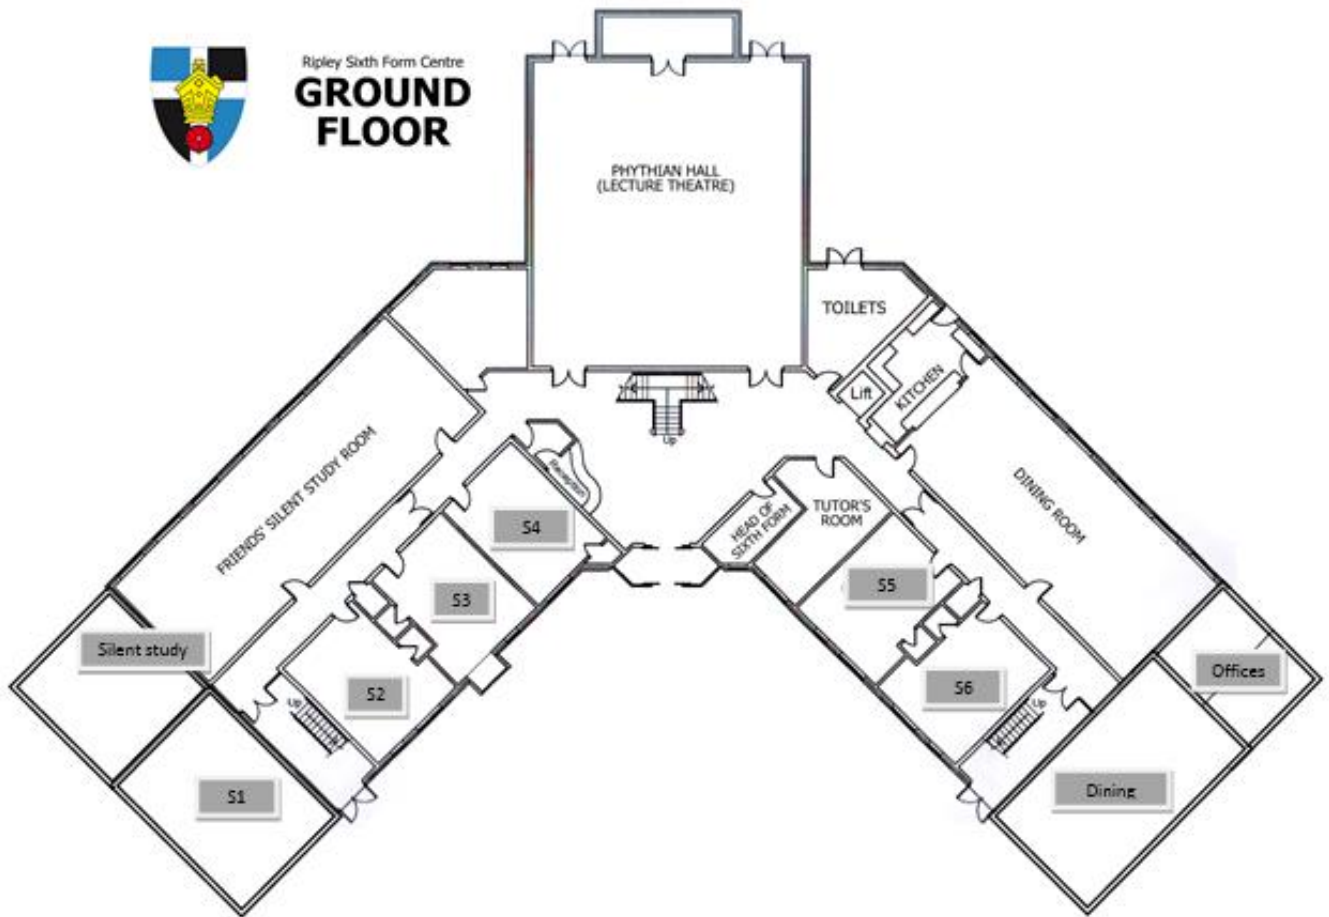 Ripley Sixth Form Centre
GROUND
FLOOR
PHYTHIAN HALL
(LECTURE THEATRE)
TOILETS
Lift
KITCHEN
Up
FRIENDS' SILENT STUDY ROOM
Reception
DINING ROOM
HEAD OF
SIXTH FORM
TUTOR'S
ROOM
S4
S3
S5
Silent study
S2
S6
Offices
Up
Up
S1
Dining